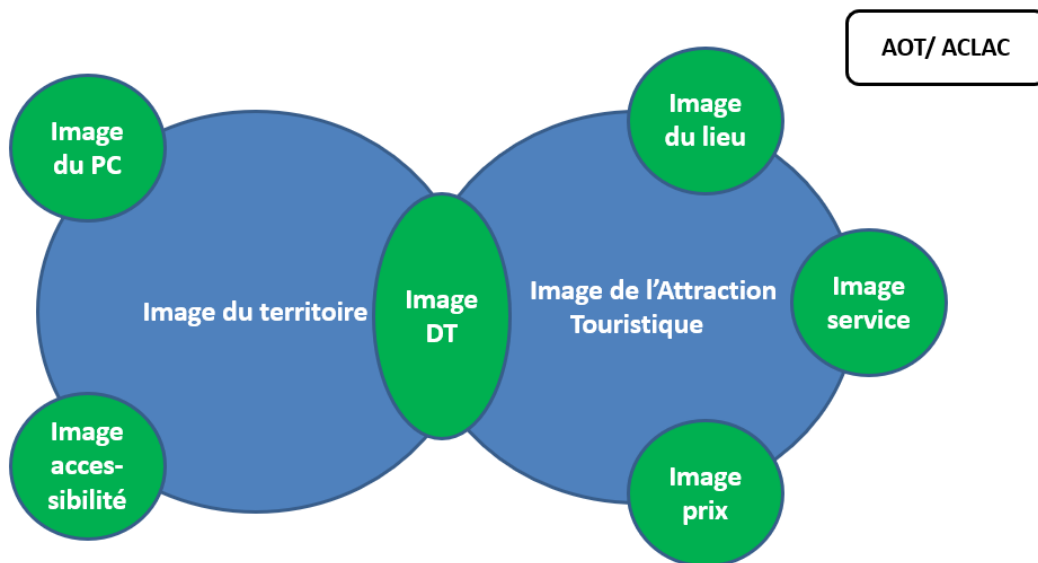 AOT/ ACLAC
Image
du PC
Image
du lieu
Image du territoire
Image
DT
Image de l’Attraction
Touristique
Image
service
Image
acces-
sibilité
Image
prix